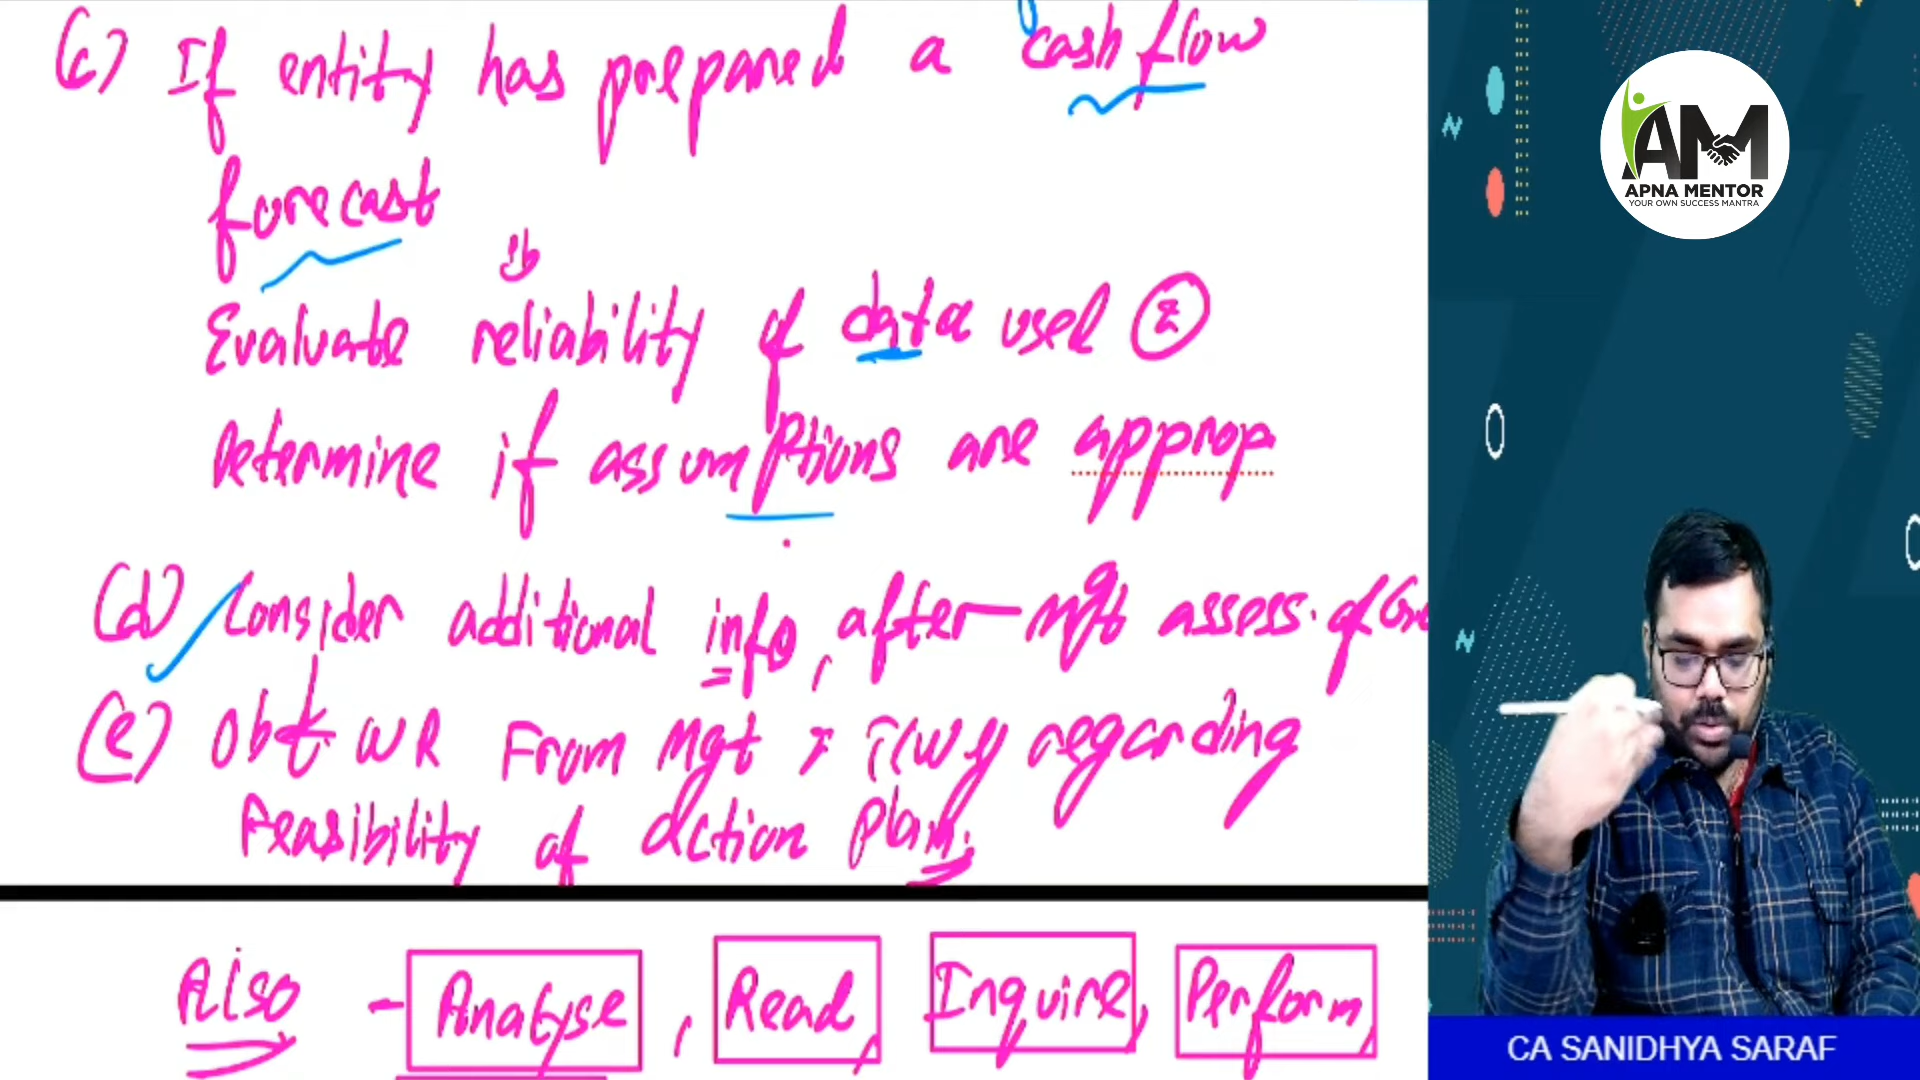 (c) If entity has prepared a cash flow
forecast
Evaluate reliability of data used &
Determine if assumptions are approp.
(d) Consider additional info, after mgt assess. of
(e) Obt. WR From Mgt & TCWG regarding
Feasibility of Action Plan.
Also - Analyse, Read, Inquire, Perform,
AM
APNA MENTOR
YOUR OWN SUCCESS MANTRA
CA SANIDHYA SARAF